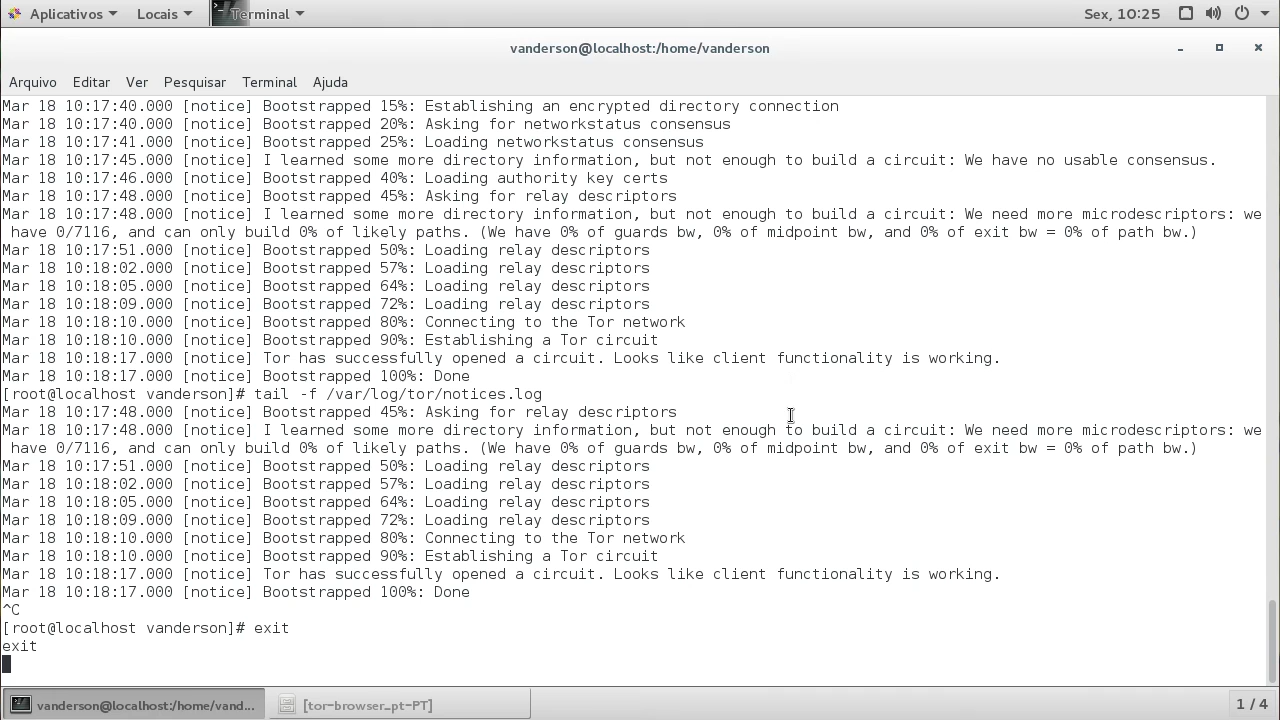 Aplicativos Locais Terminal Sex, 10:25
vanderson@localhost:/home/vanderson
Arquivo Editar Ver Pesquisar Terminal Ajuda
Mar 18 10:17:40.000 [notice] Bootstrapped 15%: Establishing an encrypted directory connection
Mar 18 10:17:40.000 [notice] Bootstrapped 20%: Asking for networkstatus consensus
Mar 18 10:17:41.000 [notice] Bootstrapped 25%: Loading networkstatus consensus
Mar 18 10:17:45.000 [notice] I learned some more directory information, but not enough to build a circuit: We have no usable consensus.
Mar 18 10:17:46.000 [notice] Bootstrapped 40%: Loading authority key certs
Mar 18 10:17:48.000 [notice] Bootstrapped 45%: Asking for relay descriptors
Mar 18 10:17:48.000 [notice] I learned some more directory information, but not enough to build a circuit: We need more microdescriptors: we
have 0/7116, and can only build 0% of likely paths. (We have 0% of guards bw, 0% of midpoint bw, and 0% of exit bw = 0% of path bw.)
Mar 18 10:17:51.000 [notice] Bootstrapped 50%: Loading relay descriptors
Mar 18 10:18:02.000 [notice] Bootstrapped 57%: Loading relay descriptors
Mar 18 10:18:05.000 [notice] Bootstrapped 64%: Loading relay descriptors
Mar 18 10:18:09.000 [notice] Bootstrapped 72%: Loading relay descriptors
Mar 18 10:18:10.000 [notice] Bootstrapped 80%: Connecting to the Tor network
Mar 18 10:18:10.000 [notice] Bootstrapped 90%: Establishing a Tor circuit
Mar 18 10:18:17.000 [notice] Tor has successfully opened a circuit. Looks like client functionality is working.
Mar 18 10:18:17.000 [notice] Bootstrapped 100%: Done
[root@localhost vanderson]# tail -f /var/log/tor/notices.log
Mar 18 10:17:48.000 [notice] Bootstrapped 45%: Asking for relay descriptors
Mar 18 10:17:48.000 [notice] I learned some more directory information, but not enough to build a circuit: We need more microdescriptors: we
have 0/7116, and can only build 0% of likely paths. (We have 0% of guards bw, 0% of midpoint bw, and 0% of exit bw = 0% of path bw.)
Mar 18 10:17:51.000 [notice] Bootstrapped 50%: Loading relay descriptors
Mar 18 10:18:02.000 [notice] Bootstrapped 57%: Loading relay descriptors
Mar 18 10:18:05.000 [notice] Bootstrapped 64%: Loading relay descriptors
Mar 18 10:18:09.000 [notice] Bootstrapped 72%: Loading relay descriptors
Mar 18 10:18:10.000 [notice] Bootstrapped 80%: Connecting to the Tor network
Mar 18 10:18:10.000 [notice] Bootstrapped 90%: Establishing a Tor circuit
Mar 18 10:18:17.000 [notice] Tor has successfully opened a circuit. Looks like client functionality is working.
Mar 18 10:18:17.000 [notice] Bootstrapped 100%: Done
^C
[root@localhost vanderson]# exit
exit
vanderson@localhost:/home/vand... [tor-browser_pt-PT] 1 / 4